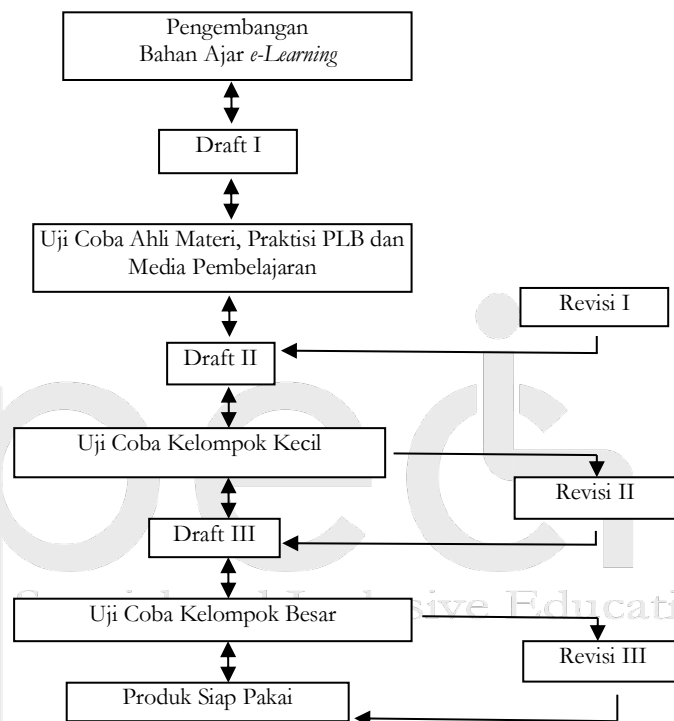 Pengembangan
Bahan Ajar e-Learning
Draft I
Uji Coba Ahli Materi, Praktisi PLB dan
Media Pembelajaran
Revisi I
Draft II
Uji Coba Kelompok Kecil
Revisi II
Draft III
Uji Coba Kelompok Besar
Revisi III
Produk Siap Pakai